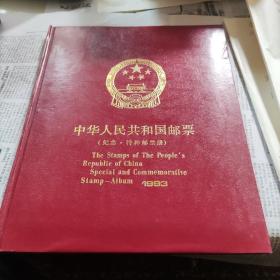 中华人民共和国邮票
(纪念·特种邮票册)
The Stamps of The People's
Republic of China
Special and Commemorative
Stamp-Album 1993